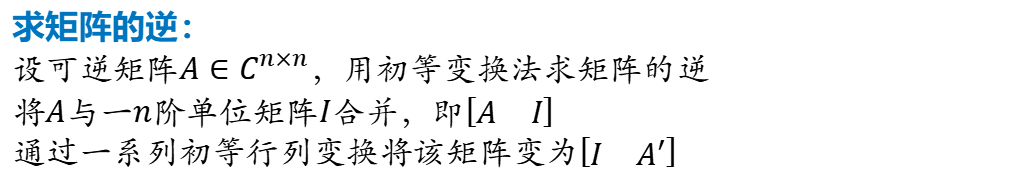 求矩阵的逆：
设可逆矩阵A ∈ Cⁿˣⁿ，用初等变换法求矩阵的逆
将A与一n阶单位矩阵I合并，即[A I]
通过一系列初等行列变换将该矩阵变为[I A′]